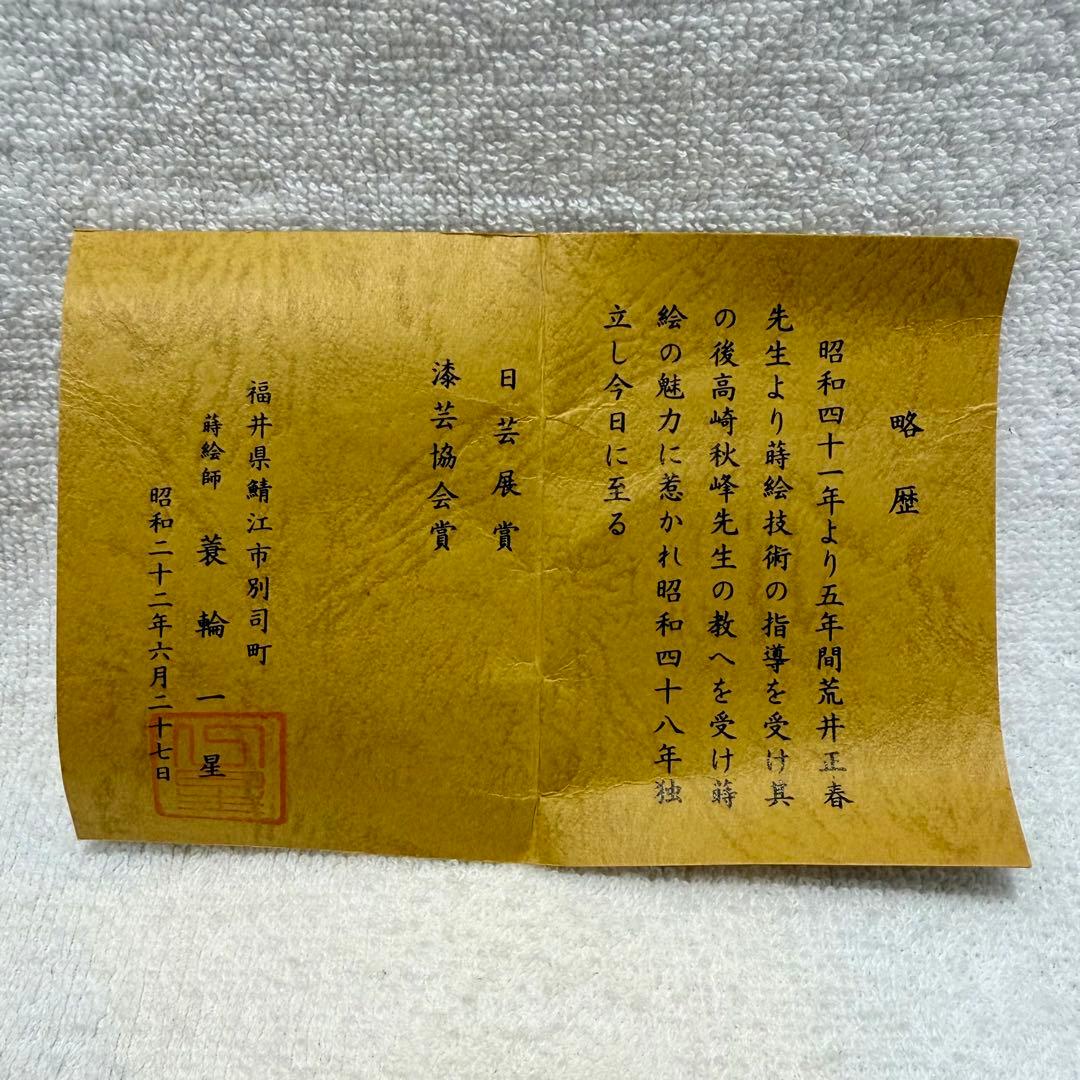 略歴
昭和四十一年より五年間荒井正春
先生より蒔絵技術の指導を受け其
の後高崎秋峰先生の教へを受け蒔
絵の魅力に惹かれ昭和四十八年独
立し今日に至る
日芸展賞
漆芸協会賞
福井県鯖江市別司町
蒔絵師 蓑輪一星
昭和二十二年六月二十七日
一星